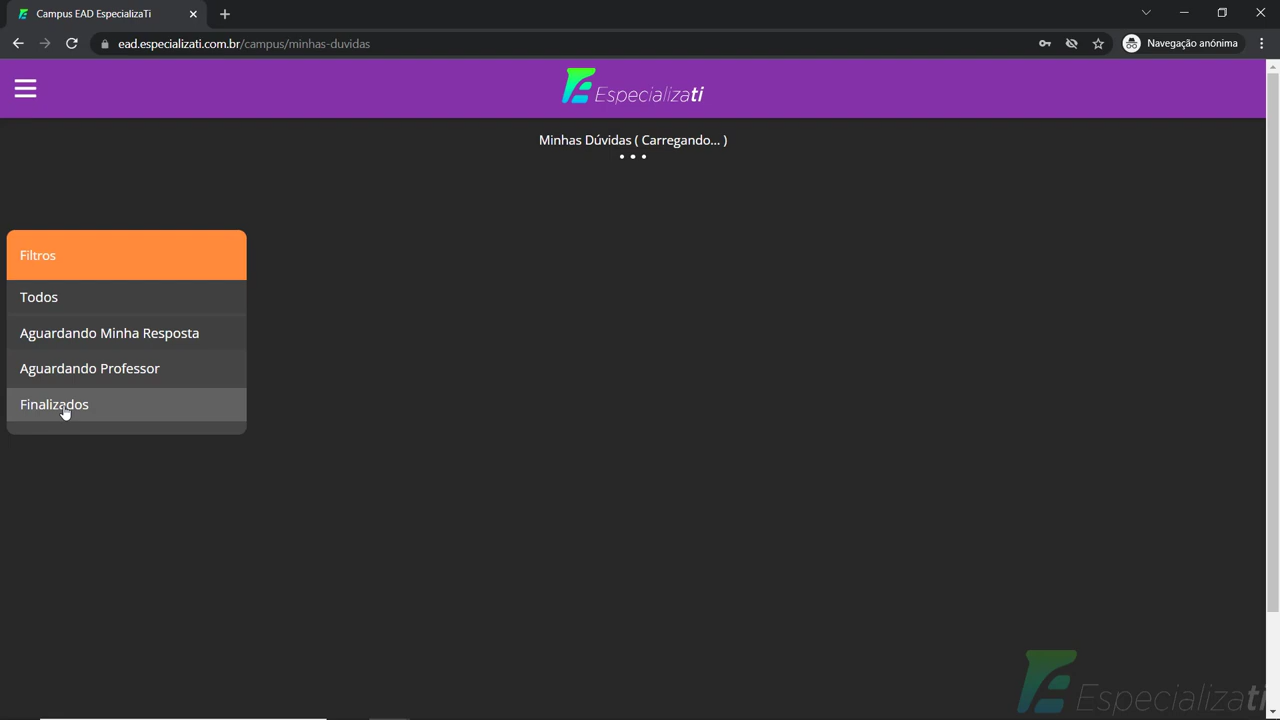 Campus EAD EspecializaTi
ead.especializati.com.br/campus/minhas-duvidas
Navegação anónima
Especializati
Minhas Dúvidas ( Carregando... )
Filtros
Todos
Aguardando Minha Resposta
Aguardando Professor
Finalizados
Especializati